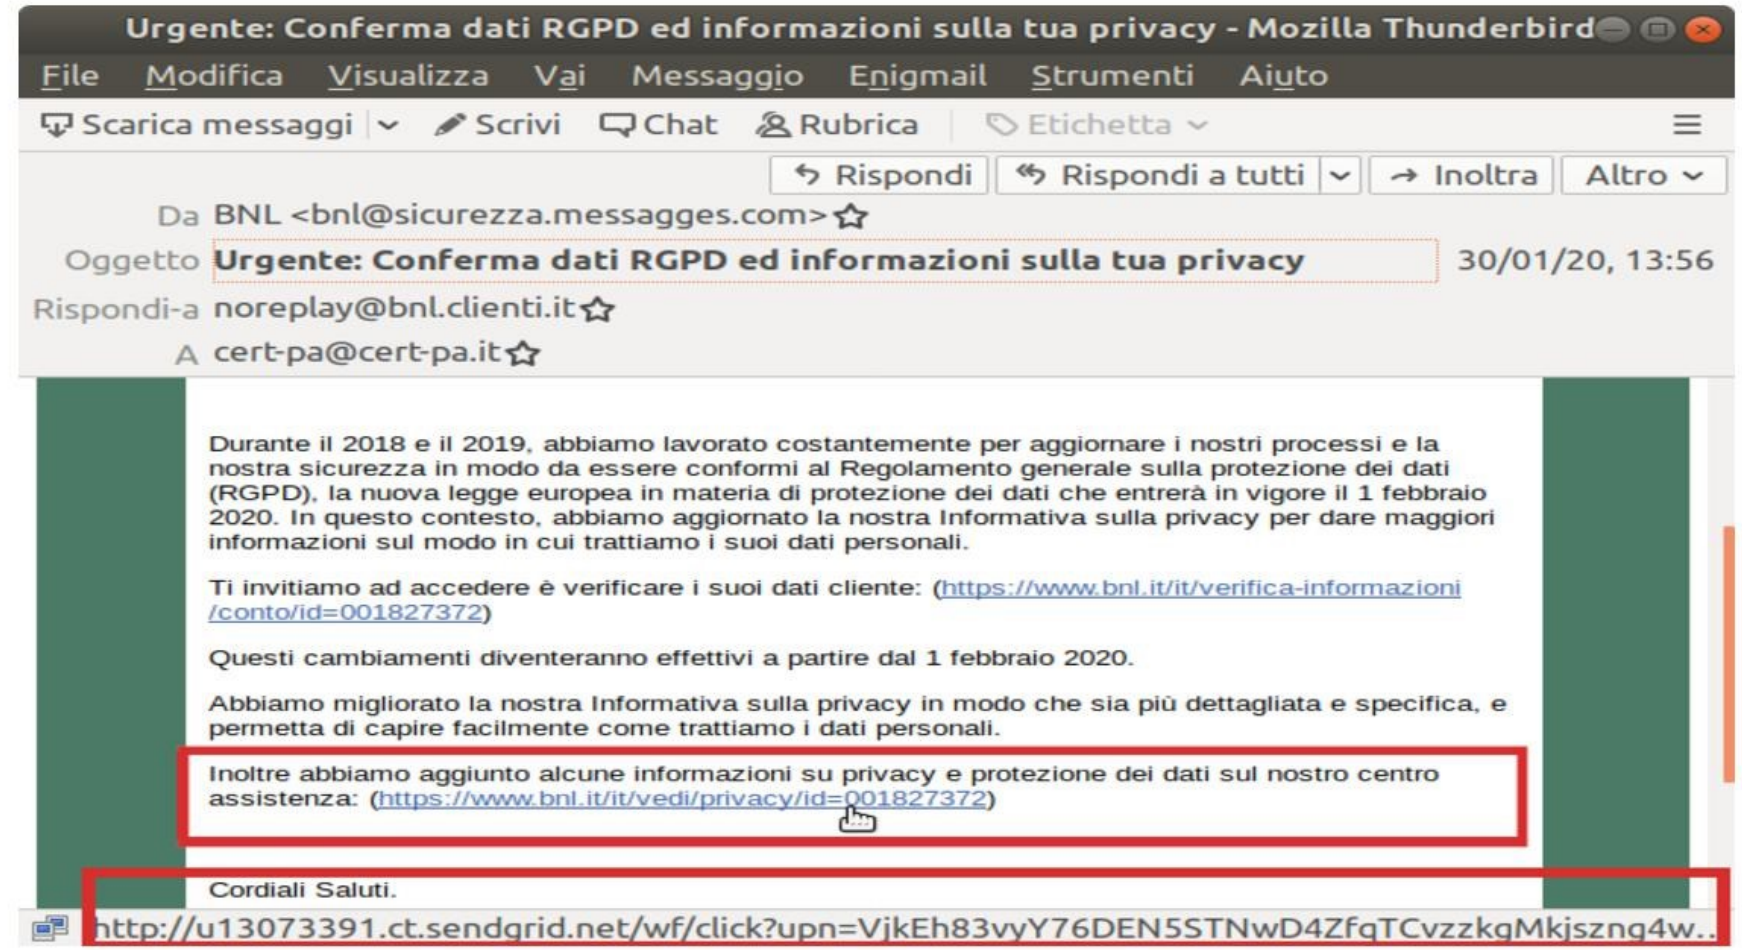 Urgente: Conferma dati RGPD ed informazioni sulla tua privacy - Mozilla Thunderbird
File Modifica Visualizza Vai Messaggio Enigmail Strumenti Aiuto
Scarica messaggi Scrivi Chat Rubrica Etichetta
Rispondi Rispondi a tutti Inoltra Altro
Da BNL <bnl@sicurezza.messagges.com>
Oggetto Urgente: Conferma dati RGPD ed informazioni sulla tua privacy 30/01/20, 13:56
Rispondi-a noreplay@bnl.clienti.it
A cert-pa@cert-pa.it
Durante il 2018 e il 2019, abbiamo lavorato costantemente per aggiornare i nostri processi e la
nostra sicurezza in modo da essere conformi al Regolamento generale sulla protezione dei dati
(RGPD), la nuova legge europea in materia di protezione dei dati che entrerà in vigore il 1 febbraio
2020. In questo contesto, abbiamo aggiornato la nostra Informativa sulla privacy per dare maggiori
informazioni sul modo in cui trattiamo i suoi dati personali.
Ti invitiamo ad accedere è verificare i suoi dati cliente: (https://www.bnl.it/it/verifica-informazioni
/conto/id=001827372)
Questi cambiamenti diventeranno effettivi a partire dal 1 febbraio 2020.
Abbiamo migliorato la nostra Informativa sulla privacy in modo che sia più dettagliata e specifica, e
permetta di capire facilmente come trattiamo i dati personali.
Inoltre abbiamo aggiunto alcune informazioni su privacy e protezione dei dati sul nostro centro
assistenza: (https://www.bnl.it/it/vedi/privacy/id=001827372)
Cordiali Saluti.
http://u13073391.ct.sendgrid.net/wf/click?upn=VjkEh83vyY76DEN5STNwD4ZfqTCvzzkgMkjszng4w..